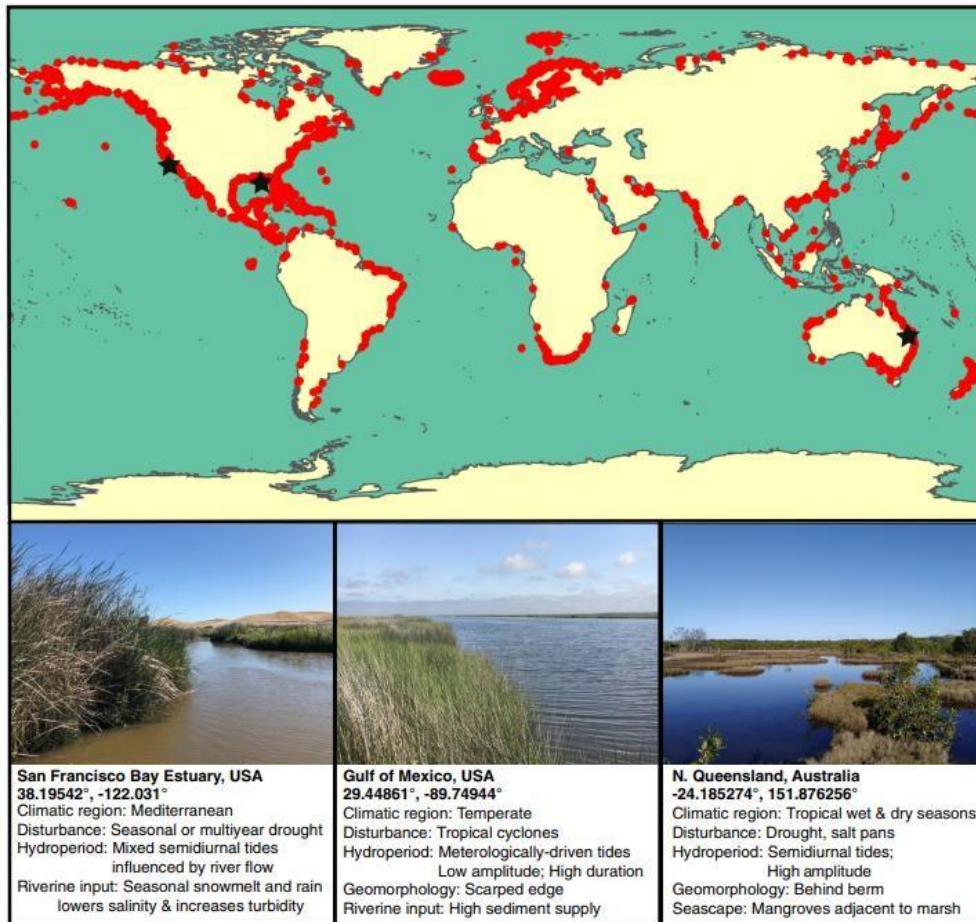 San Francisco Bay Estuary, USA
38.19542°, -122.031°
Climatic region: Mediterranean
Disturbance: Seasonal or multiyear drought
Hydroperiod: Mixed semidiurnal tides
influenced by river flow
Riverine input: Seasonal snowmelt and rain
lowers salinity & increases turbidity
Gulf of Mexico, USA
29.44861°, -89.74944°
Climatic region: Temperate
Disturbance: Tropical cyclones
Hydroperiod: Meterologically-driven tides
Low amplitude; High duration
Geomorphology: Scarped edge
Riverine input: High sediment supply
N. Queensland, Australia
-24.185274°, 151.876256°
Climatic region: Tropical wet & dry seasons
Disturbance: Drought, salt pans
Hydroperiod: Semidiurnal tides;
High amplitude
Geomorphology: Behind berm
Seascape: Mangroves adjacent to marsh